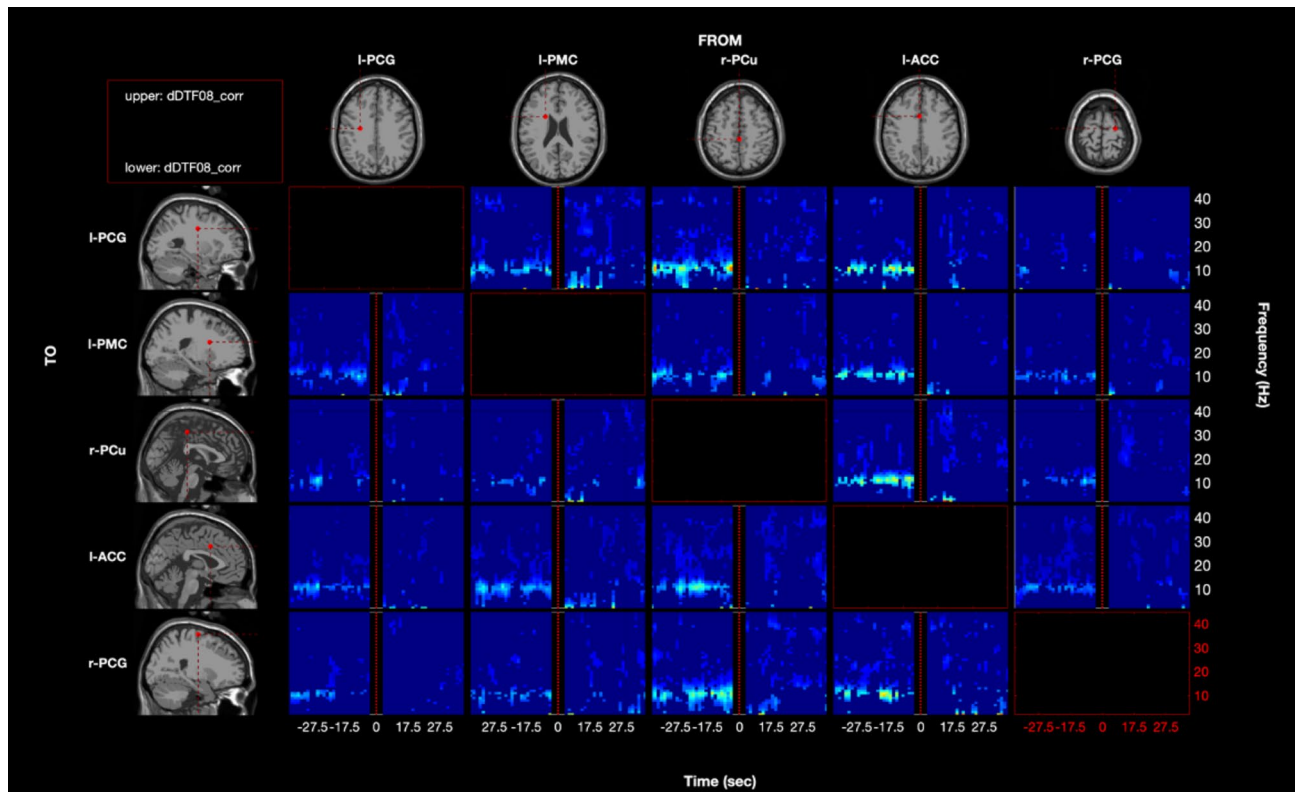 FROM
l-PCG l-PMC r-PCu l-ACC r-PCG
upper: dDTF08_corr
lower: dDTF08_corr
TO
l-PCG
40
30
20
10
l-PMC
40
30
20
10
r-PCu
40
30
20
10
l-ACC
40
30
20
10
r-PCG
40
30
20
10
Frequency (Hz)
-27.5 -17.5 0 17.5 27.5 27.5 -17.5 0 17.5 27.5 -27.5 -17.5 0 17.5 27.5 -27.5 -17.5 0 17.5 27.5 -27.5 -17.5 0 17.5 27.5
Time (sec)